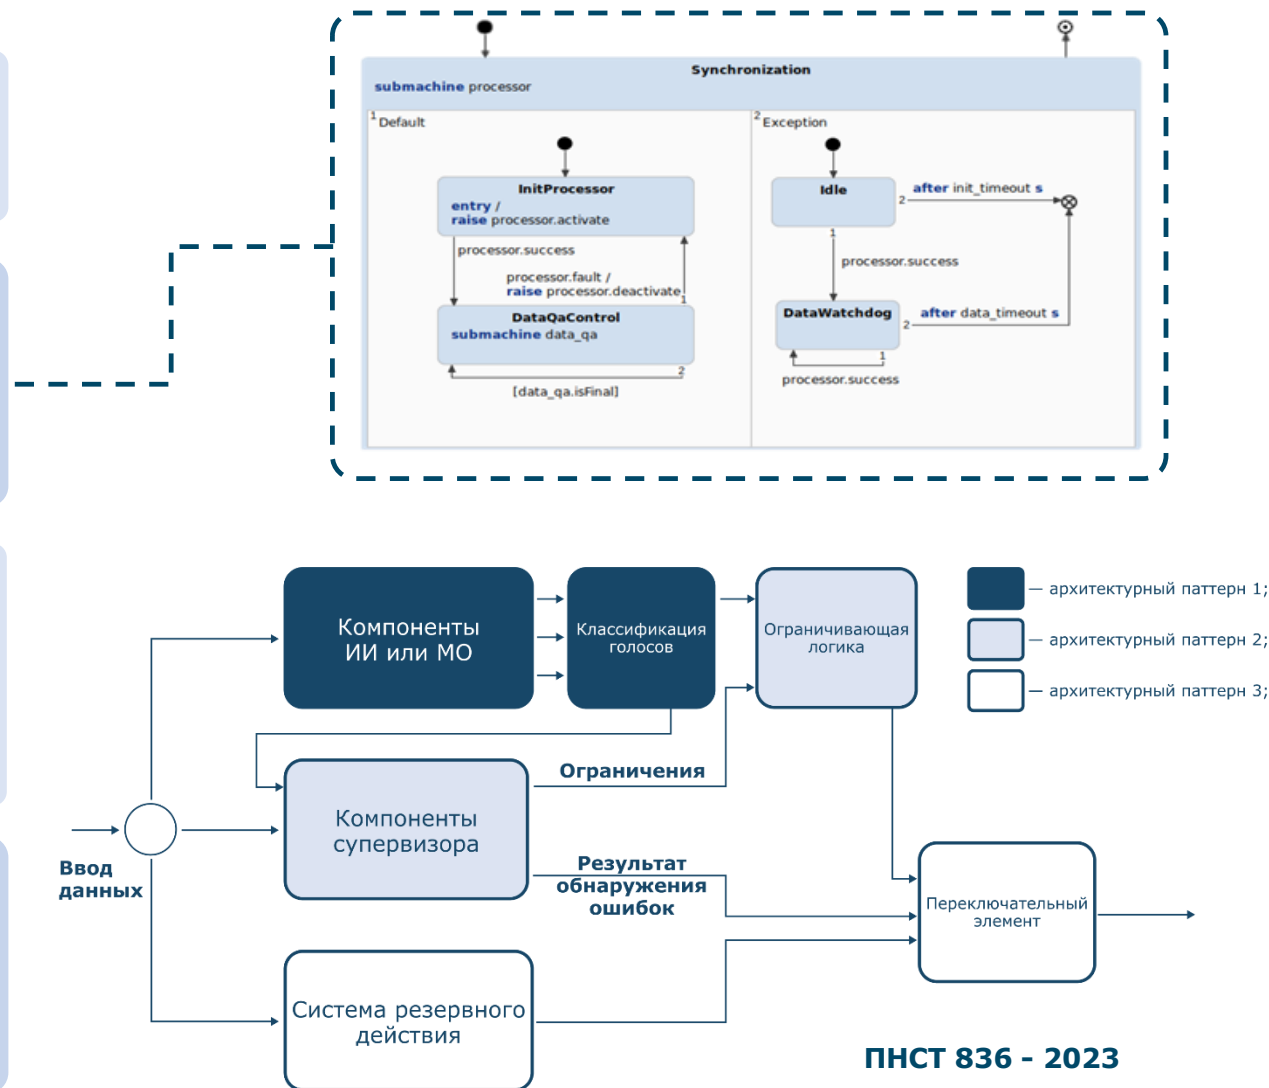 Synchronization
submachine processor
1 Default
2 Exception
InitProcessor
entry /
raise processor.activate
Idle
after init_timeout s
2
1
processor.success
processor.success
processor.fault /
raise processor.deactivate
1
DataQaControl
submachine data_qa
2
[data_qa.isFinal]
DataWatchdog
after data_timeout s
2
1
processor.success
Компоненты
ИИ или МО
Классификация
голосов
Ограничивающая
логика
— архитектурный паттерн 1;
— архитектурный паттерн 2;
— архитектурный паттерн 3;
Ограничения
Компоненты
супервизора
Ввод
данных
Результат
обнаружения
ошибок
Переключательный
элемент
Система резервного
действия
ПНСТ 836 - 2023